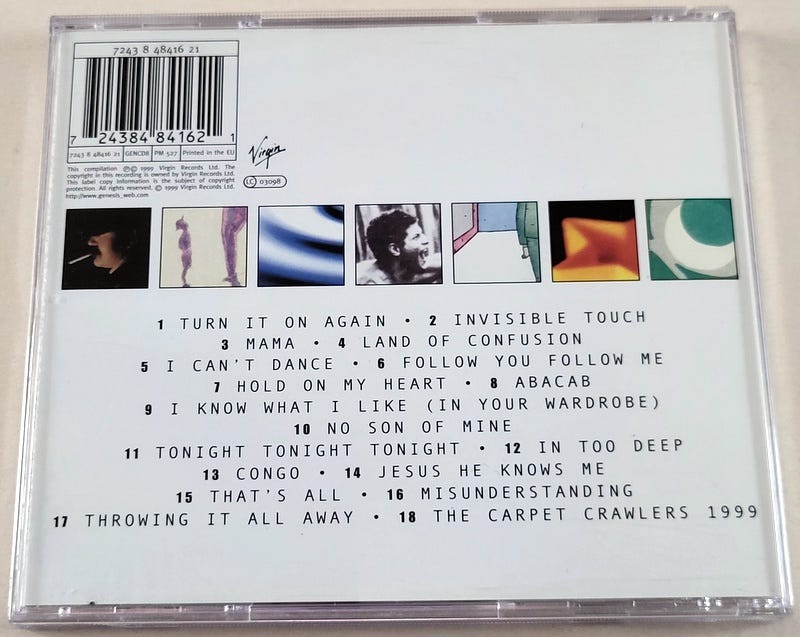 7243 8 48416 21
7 24384 84162 1
7243 8 48416 21 GENCD8 PM 527 Printed in the EU
This compilation ℗© 1999 Virgin Records Ltd. The
copyright in this recording is owned by Virgin Records Ltd.
This label copy information is the subject of copyright
protection. All rights reserved. © 1999 Virgin Records Ltd.
http://www.genesis_web.com
Virgin
LC 03098
1 TURN IT ON AGAIN • 2 INVISIBLE TOUCH
3 MAMA • 4 LAND OF CONFUSION
5 I CAN'T DANCE • 6 FOLLOW YOU FOLLOW ME
7 HOLD ON MY HEART • 8 ABACAB
9 I KNOW WHAT I LIKE (IN YOUR WARDROBE)
10 NO SON OF MINE
11 TONIGHT TONIGHT TONIGHT • 12 IN TOO DEEP
13 CONGO • 14 JESUS HE KNOWS ME
15 THAT'S ALL • 16 MISUNDERSTANDING
17 THROWING IT ALL AWAY • 18 THE CARPET CRAWLERS 1999